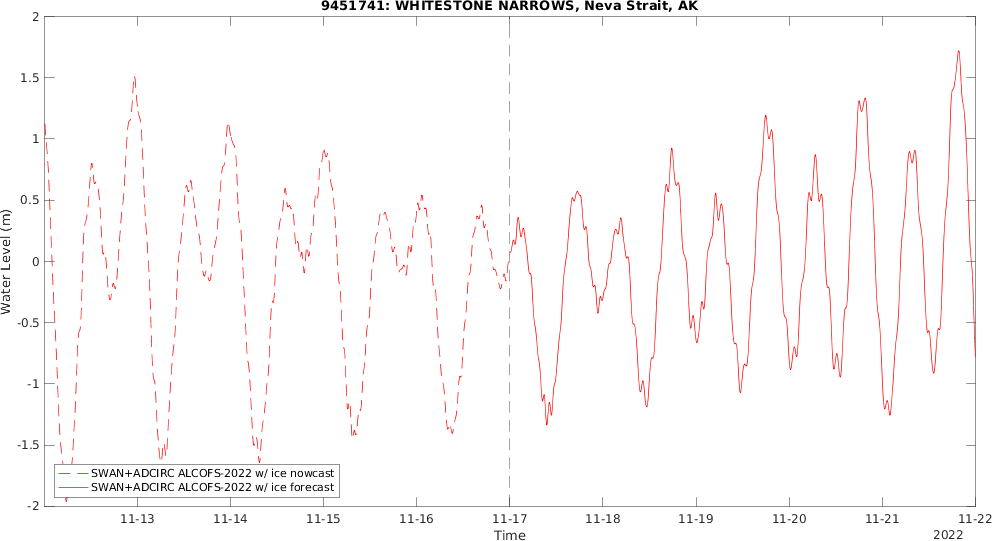 9451741: WHITESTONE NARROWS, Neva Strait, AK
Water Level (m)
2
1.5
1
0.5
0
-0.5
-1
-1.5
-2
SWAN+ADCIRC ALCOFS-2022 w/ ice nowcast
SWAN+ADCIRC ALCOFS-2022 w/ ice forecast
11-13 11-14 11-15 11-16 11-17 11-18 11-19 11-20 11-21 11-22
Time
2022